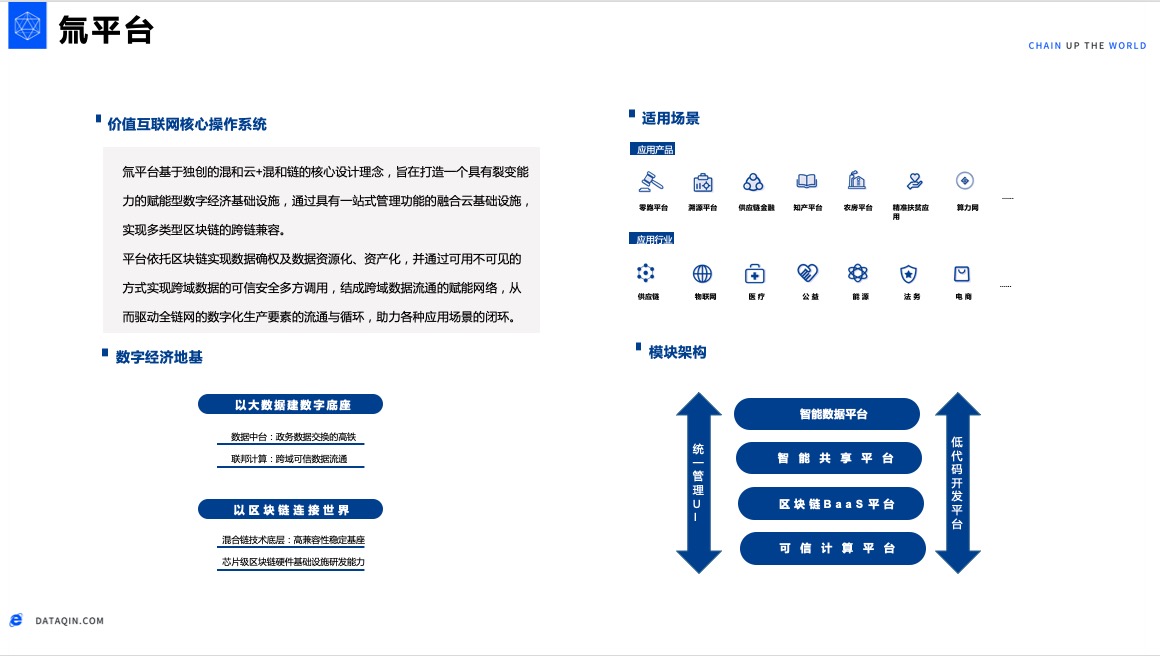 氚平台
CHAIN UP THE WORLD
价值互联网核心操作系统
氚平台基于独创的混和云+混和链的核心设计理念，旨在打造一个具有裂变能
力的赋能型数字经济基础设施，通过具有一站式管理功能的融合云基础设施，
实现多类型区块链的跨链兼容。
平台依托区块链实现数据确权及数据资源化、资产化，并通过可用不可见的
方式实现跨域数据的可信安全多方调用，结成跨域数据流通的赋能网络，从
而驱动全链网的数字化生产要素的流通与循环，助力各种应用场景的闭环。
数字经济地基
以大数据建数字底座
数据中台：政务数据交换的高铁
联邦计算：跨域可信数据流通
以区块链连接世界
混合链技术底层：高兼容性稳定基座
芯片级区块链硬件基础设施研发能力
适用场景
应用产品
零跑平台 溯源平台 供应链金融 知产平台 农房平台 精准扶贫应 算力网 ......
用
应用行业
供应链 物联网 医疗 公益 能源 法务 电商 ......
模块架构
统一管理UI
智能数据平台
智能共享平台
区块链BaaS平台
可信计算平台
低代码开发平台
DATAQIN.COM